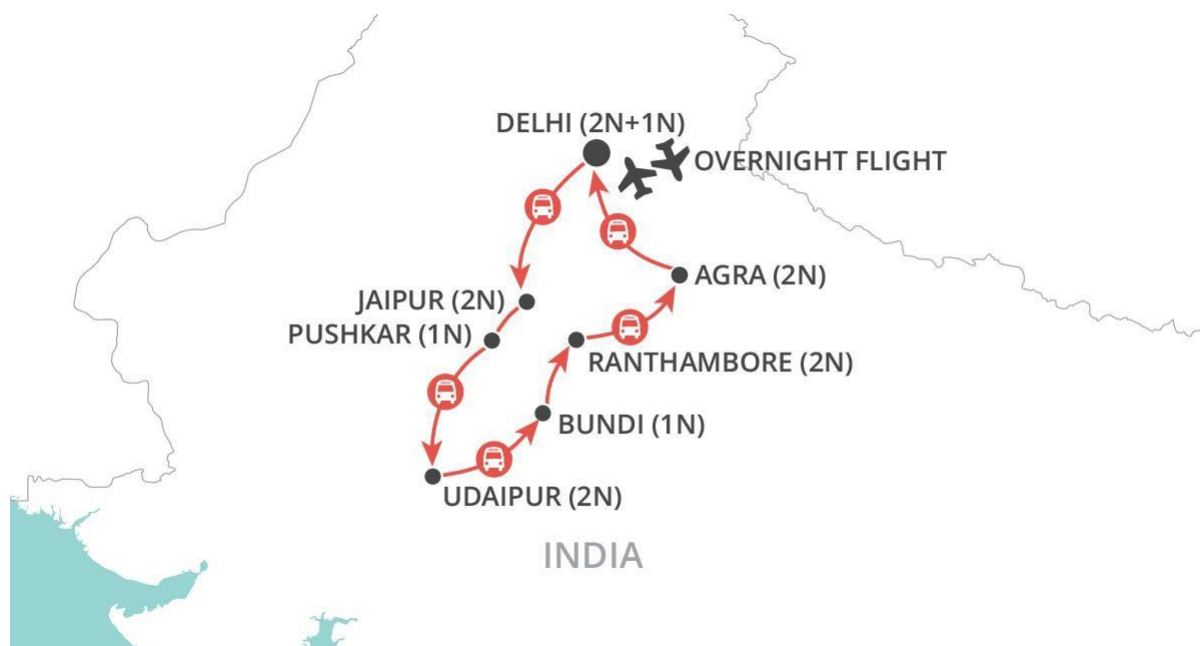 DELHI (2N+1N)
OVERNIGHT FLIGHT
AGRA (2N)
JAIPUR (2N)
PUSHKAR (1N)
RANTHAMBORE (2N)
BUNDI (1N)
UDAIPUR (2N)
INDIA